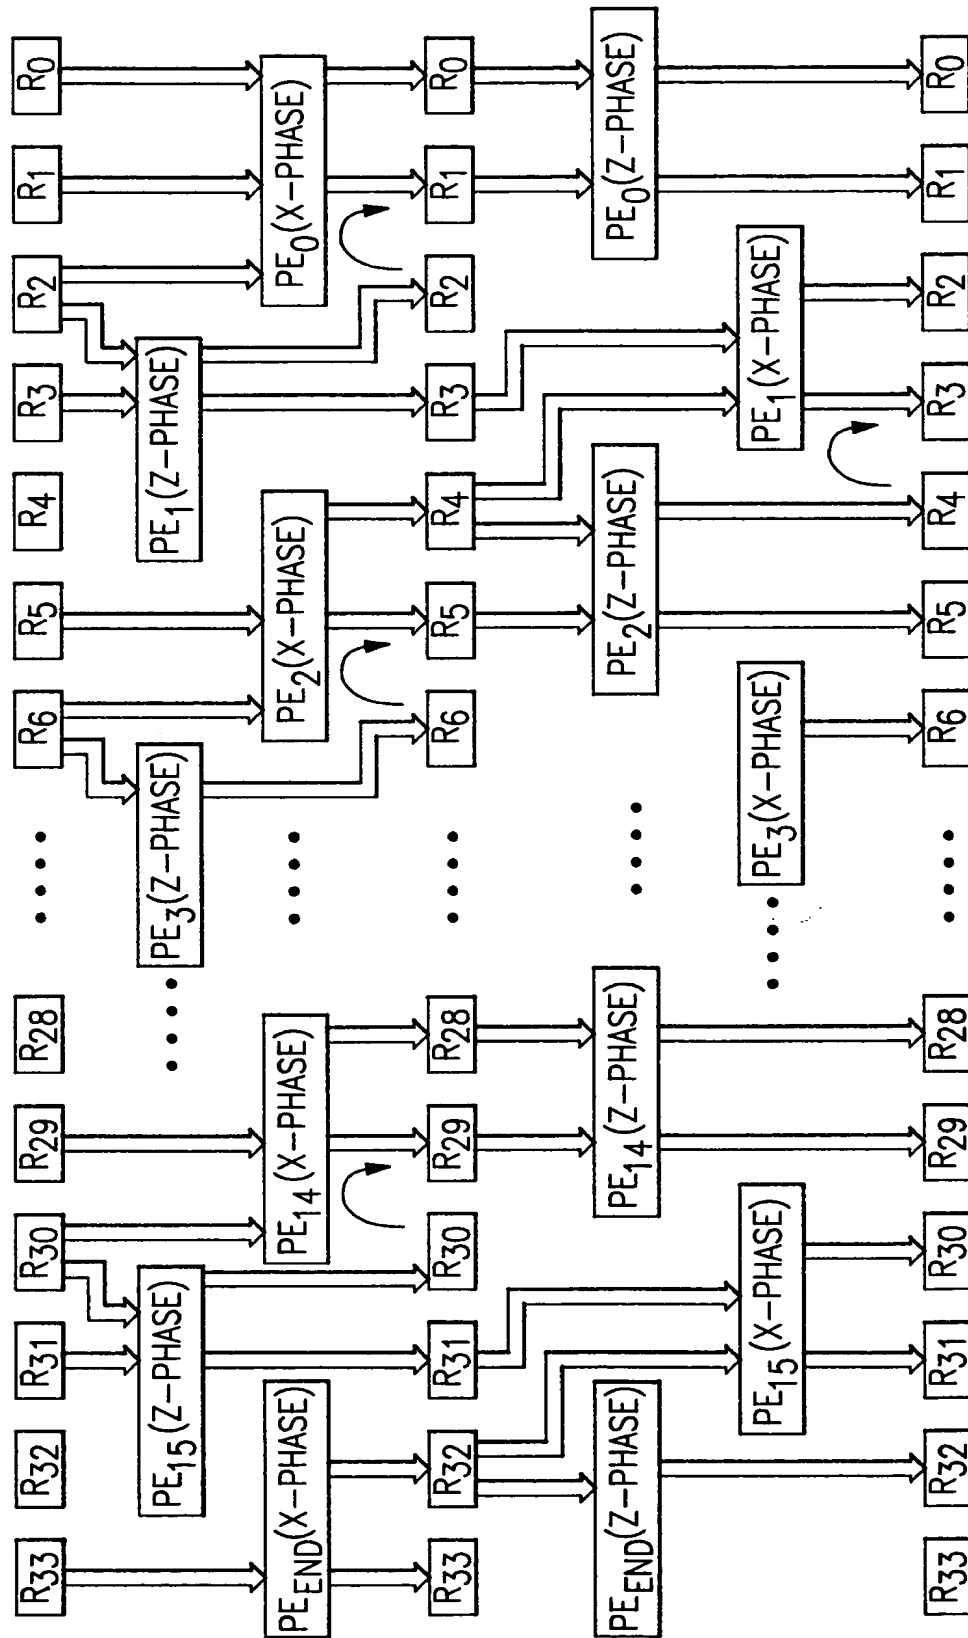 R33 R32 R31 R30 R29 R28 •••• R6 R5 R4 R3 R2 R1 R0
PE15(Z-PHASE) •••• PE3(Z-PHASE) PE1(Z-PHASE)
PEEND(X-PHASE) PE14(X-PHASE) •••• PE2(X-PHASE) PE0(X-PHASE)
R33 R32 R31 R30 R29 R28 •••• R6 R5 R4 R3 R2 R1 R0
PEEND(Z-PHASE) PE14(Z-PHASE) •••• PE2(Z-PHASE) PE0(Z-PHASE)
PE15(X-PHASE) •••• PE3(X-PHASE) PE1(X-PHASE)
R33 R32 R31 R30 R29 R28 •••• R6 R5 R4 R3 R2 R1 R0